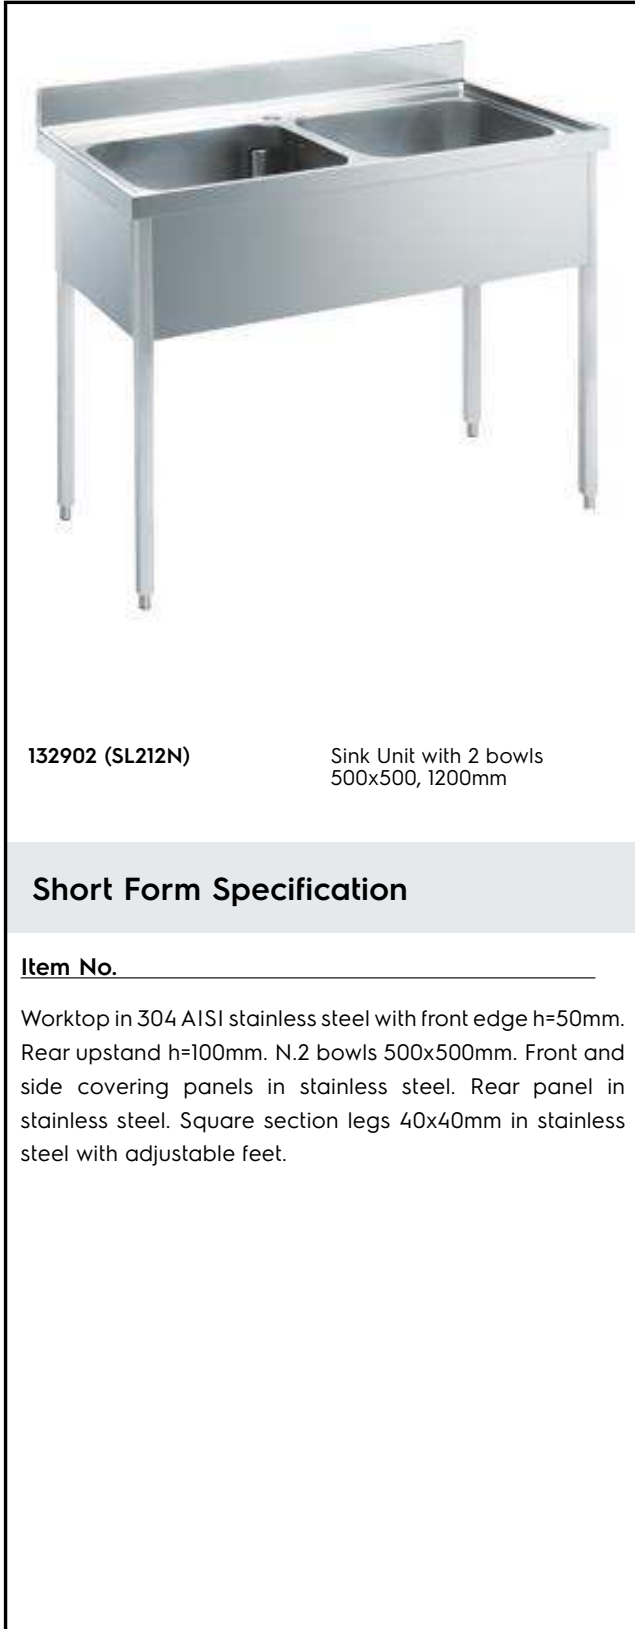 132902 (SL212N)
Sink Unit with 2 bowls
500x500, 1200mm
Short Form Specification
Item No.
Worktop in 304 AISI stainless steel with front edge h=50mm.
Rear upstand h=100mm. N.2 bowls 500x500mm. Front and
side covering panels in stainless steel. Rear panel in
stainless steel. Square section legs 40x40mm in stainless
steel with adjustable feet.